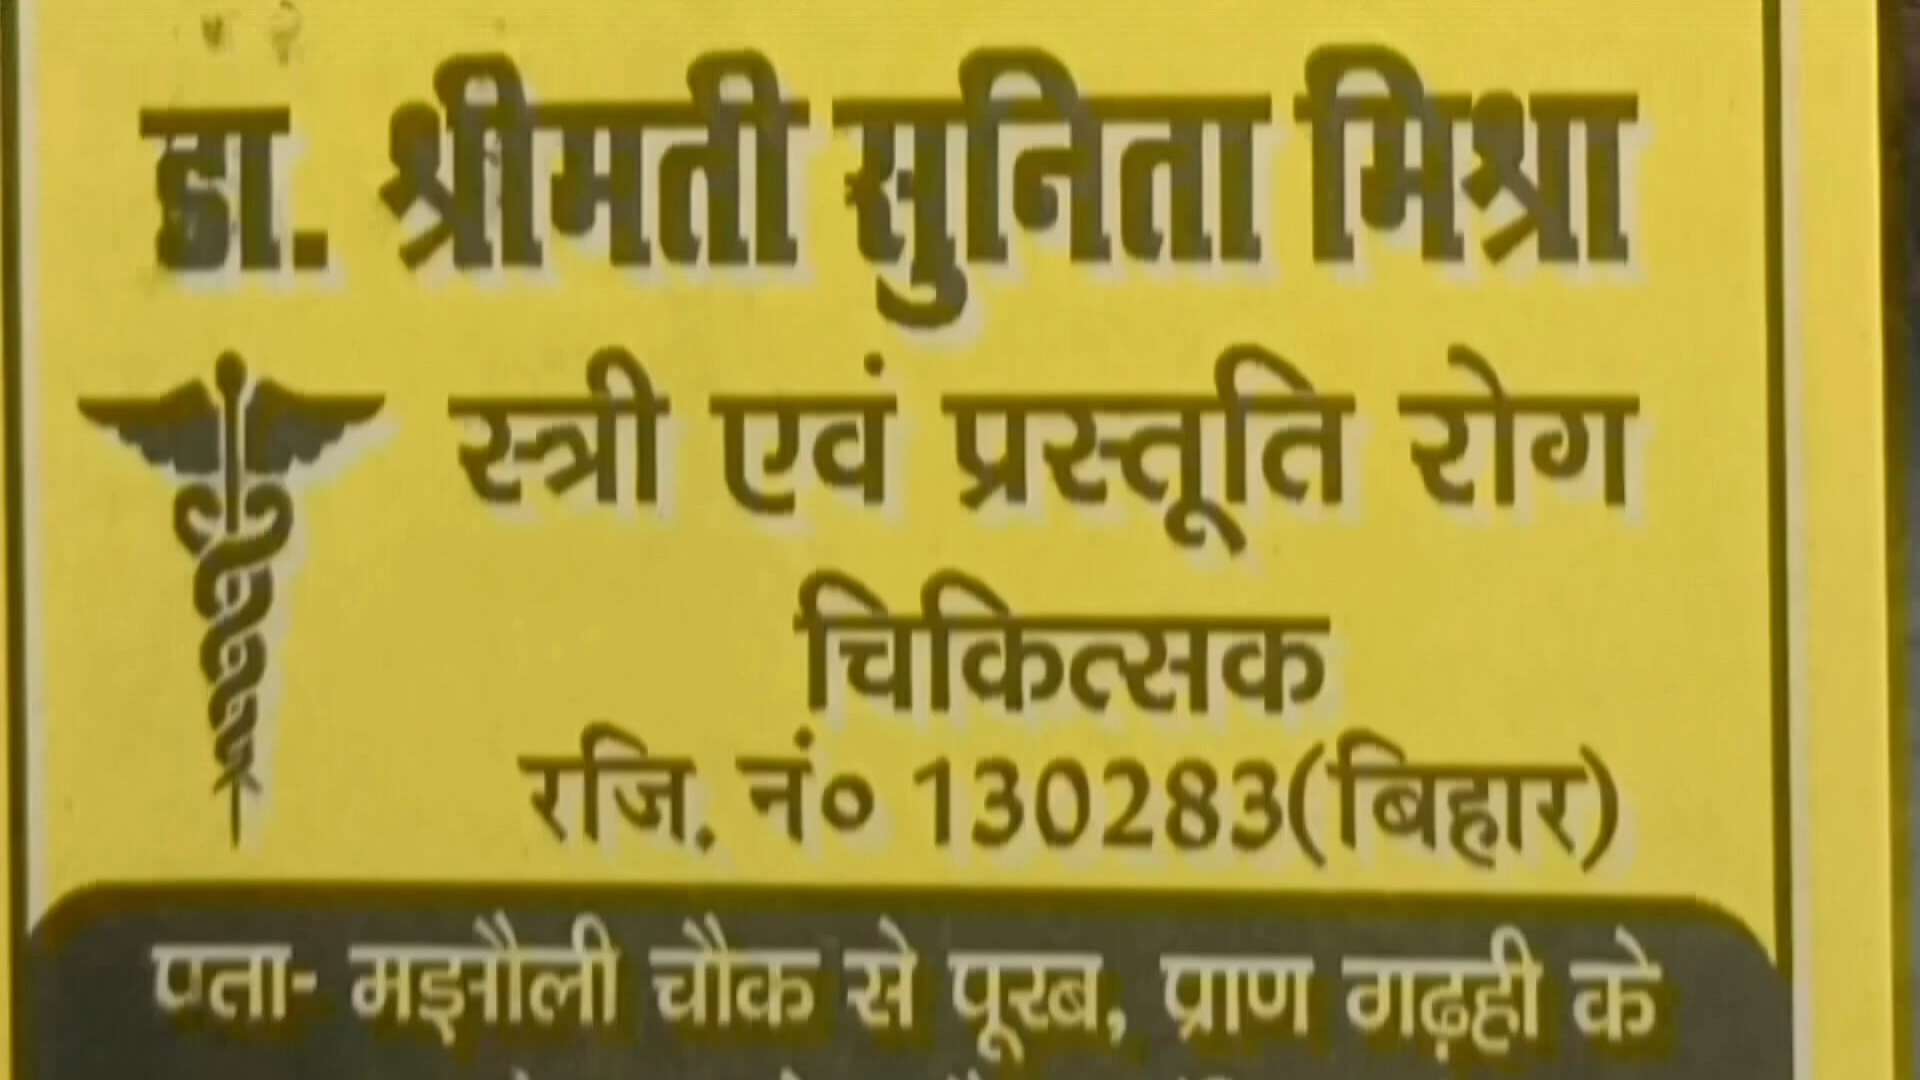 डा. श्रीमती सुनिता मिश्रा
स्त्री एवं प्रस्तूति रोग
चिकित्सक
रजि. नं० 130283(बिहार)
पता- मझौली चौक से पूरब, प्राण गढ़ही के